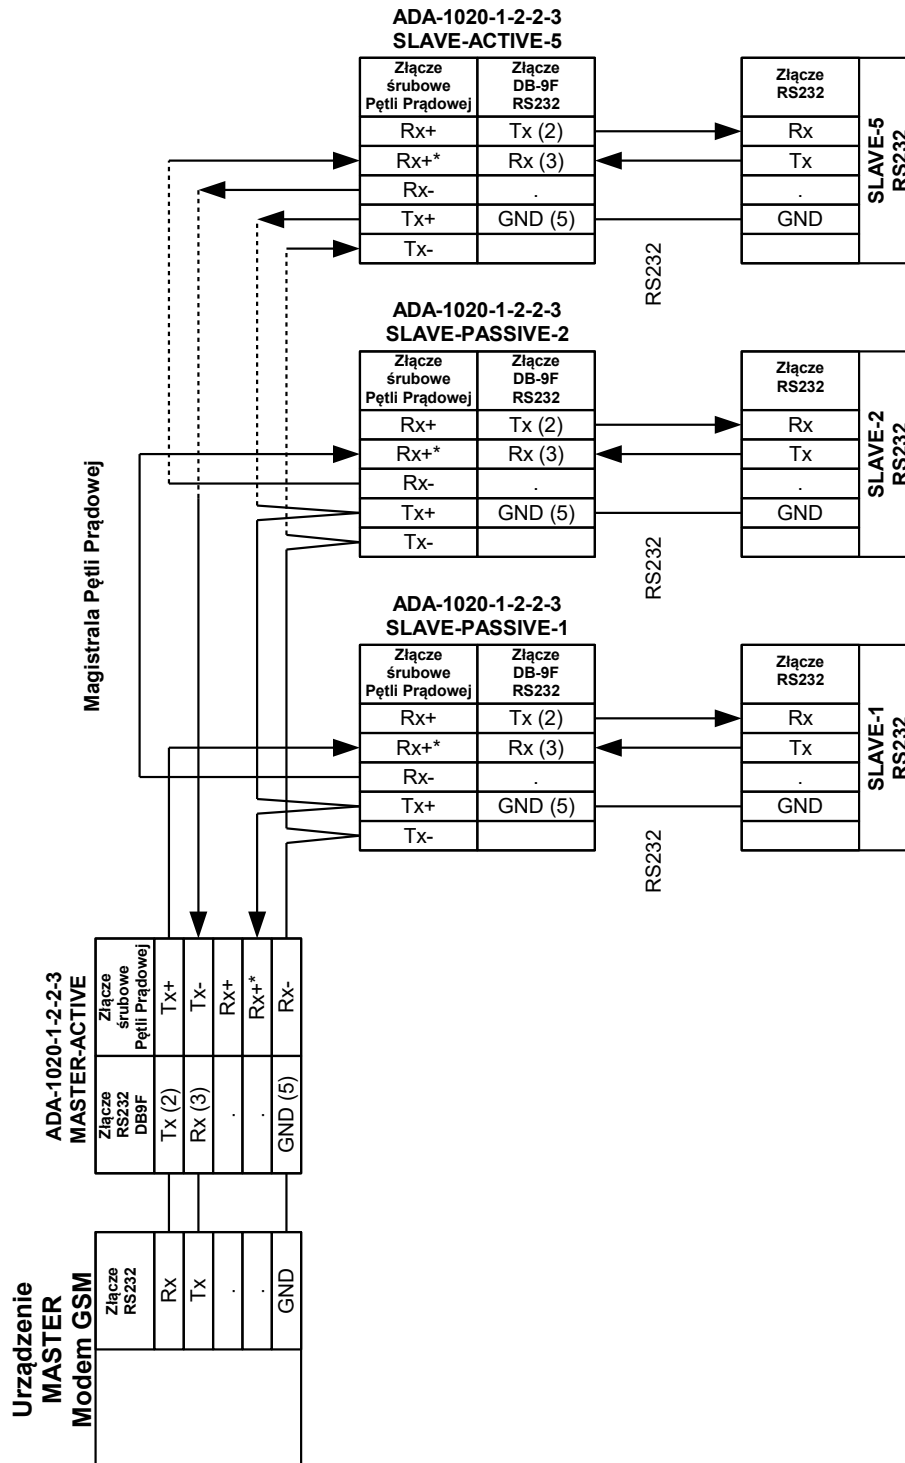 ADA-1020-1-2-2-3
SLAVE-ACTIVE-5
Złącze
śrubowe
Pętli Prądowej
Złącze
DB-9F
RS232
Rx+
Tx (2)
Rx+*
Rx (3)
Rx-
.
Tx+
GND (5)
Tx-
RS232
Złącze
RS232
Rx
Tx
.
GND
SLAVE-5
RS232
ADA-1020-1-2-2-3
SLAVE-PASSIVE-2
Złącze
śrubowe
Pętli Prądowej
Złącze
DB-9F
RS232
Rx+
Tx (2)
Rx+*
Rx (3)
Rx-
.
Tx+
GND (5)
Tx-
RS232
Złącze
RS232
Rx
Tx
.
GND
SLAVE-2
RS232
Magistrala Pętli Prądowej
ADA-1020-1-2-2-3
SLAVE-PASSIVE-1
Złącze
śrubowe
Pętli Prądowej
Złącze
DB-9F
RS232
Rx+
Tx (2)
Rx+*
Rx (3)
Rx-
.
Tx+
GND (5)
Tx-
RS232
Złącze
RS232
Rx
Tx
.
GND
SLAVE-1
RS232
ADA-1020-1-2-2-3
MASTER-ACTIVE
Złącze
śrubowe
Pętli Prądowej
Tx+
Tx-
Rx+
Rx+*
Rx-
Złącze
RS232
DB9F
Tx (2)
Rx (3)
.
.
GND (5)
Urządzenie
MASTER
Modem GSM
Złącze
RS232
Rx
Tx
.
.
GND